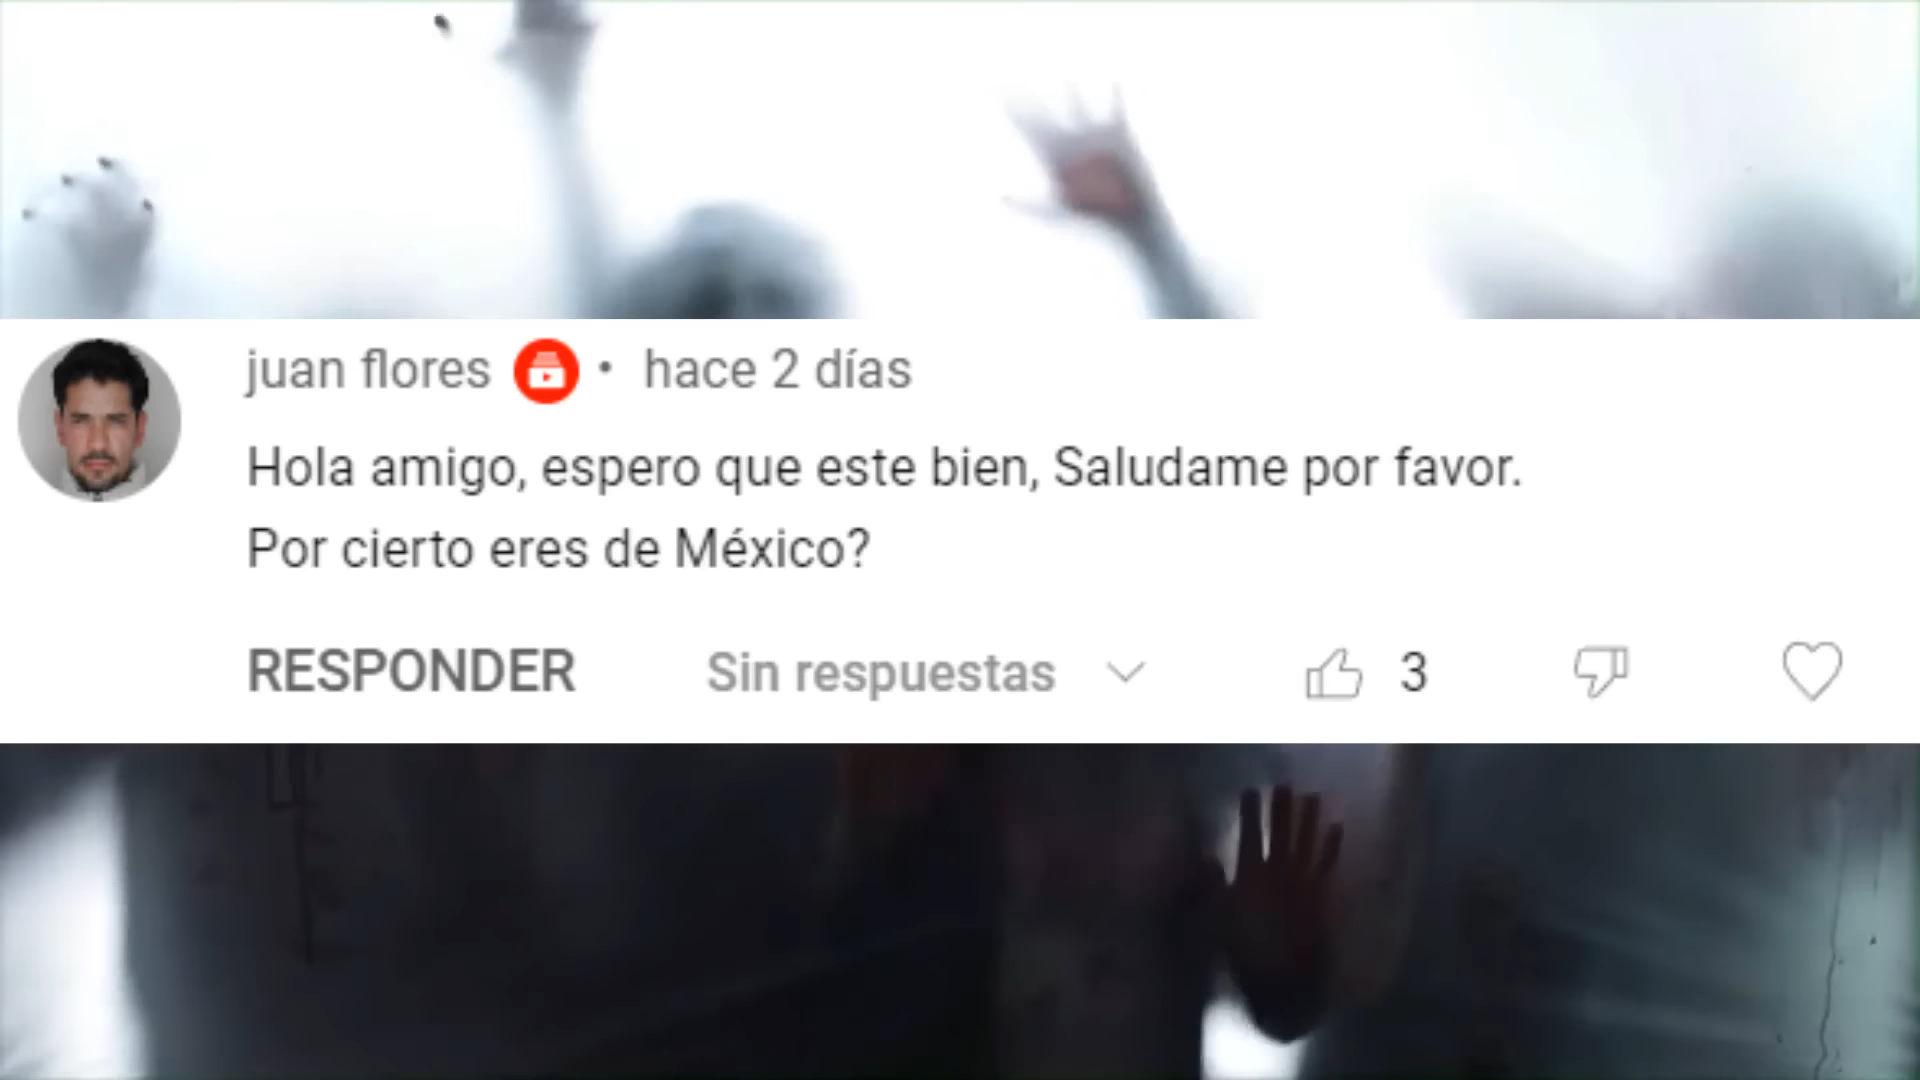 juan flores • hace 2 días
Hola amigo, espero que este bien, Saludame por favor.
Por cierto eres de México?
RESPONDER Sin respuestas 3